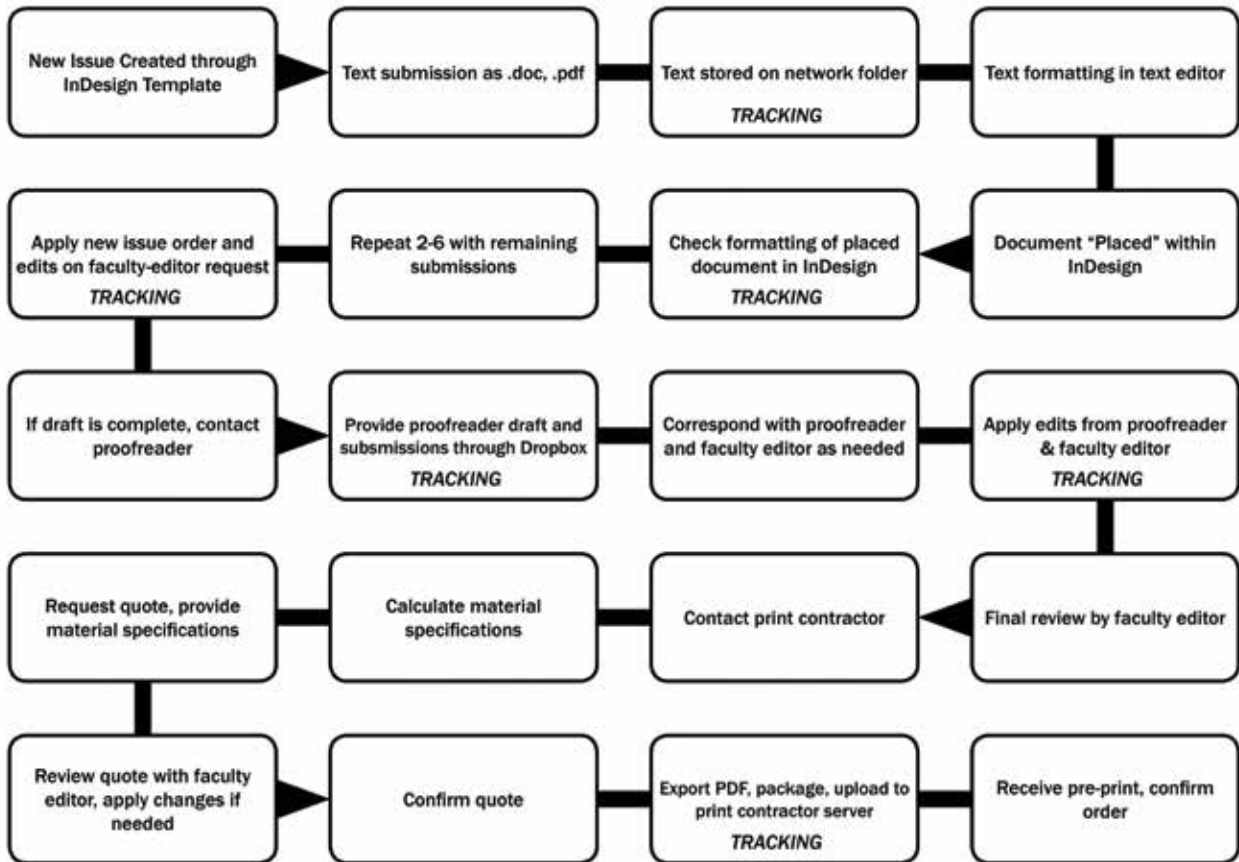 New Issue Created through
InDesign Template
Text submission as .doc, .pdf
Text stored on network folder
TRACKING
Text formatting in text editor
Document “Placed” within
InDesign
Check formatting of placed
document in InDesign
TRACKING
Repeat 2-6 with remaining
submissions
Apply new issue order and
edits on faculty-editor request
TRACKING
If draft is complete, contact
proofreader
Provide proofreader draft and
subsmissions through Dropbox
TRACKING
Correspond with proofreader
and faculty editor as needed
Apply edits from proofreader
& faculty editor
TRACKING
Final review by faculty editor
Contact print contractor
Calculate material
specifications
Request quote, provide
material specifications
Review quote with faculty
editor, apply changes if
needed
Confirm quote
Export PDF, package, upload to
print contractor server
TRACKING
Receive pre-print, confirm
order